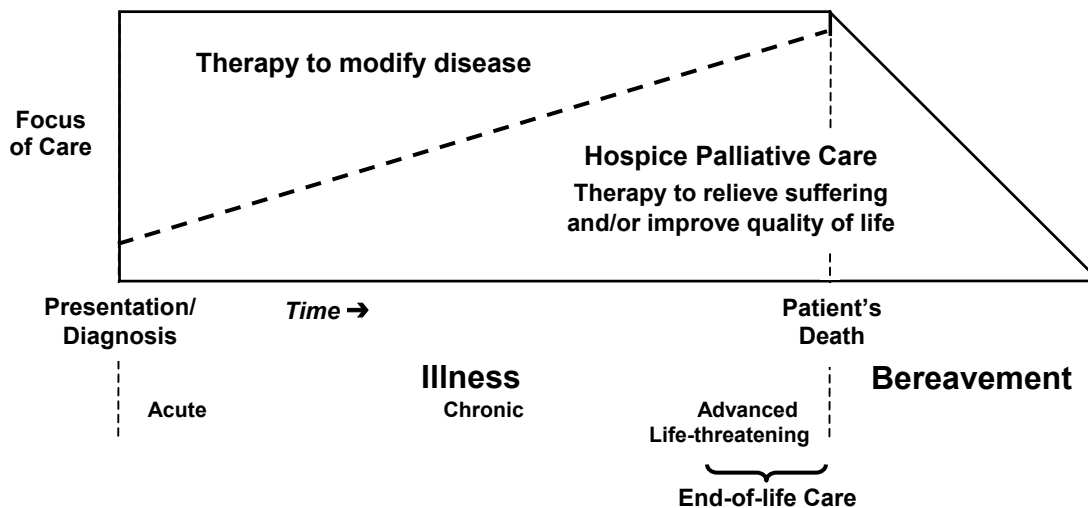 Therapy to modify disease
Focus
of Care
Hospice Palliative Care
Therapy to relieve suffering
and/or improve quality of life
Presentation/
Diagnosis
Time ➔
Patient’s
Death
Illness
Bereavement
Acute
Chronic
Advanced
Life-threatening
End-of-life Care